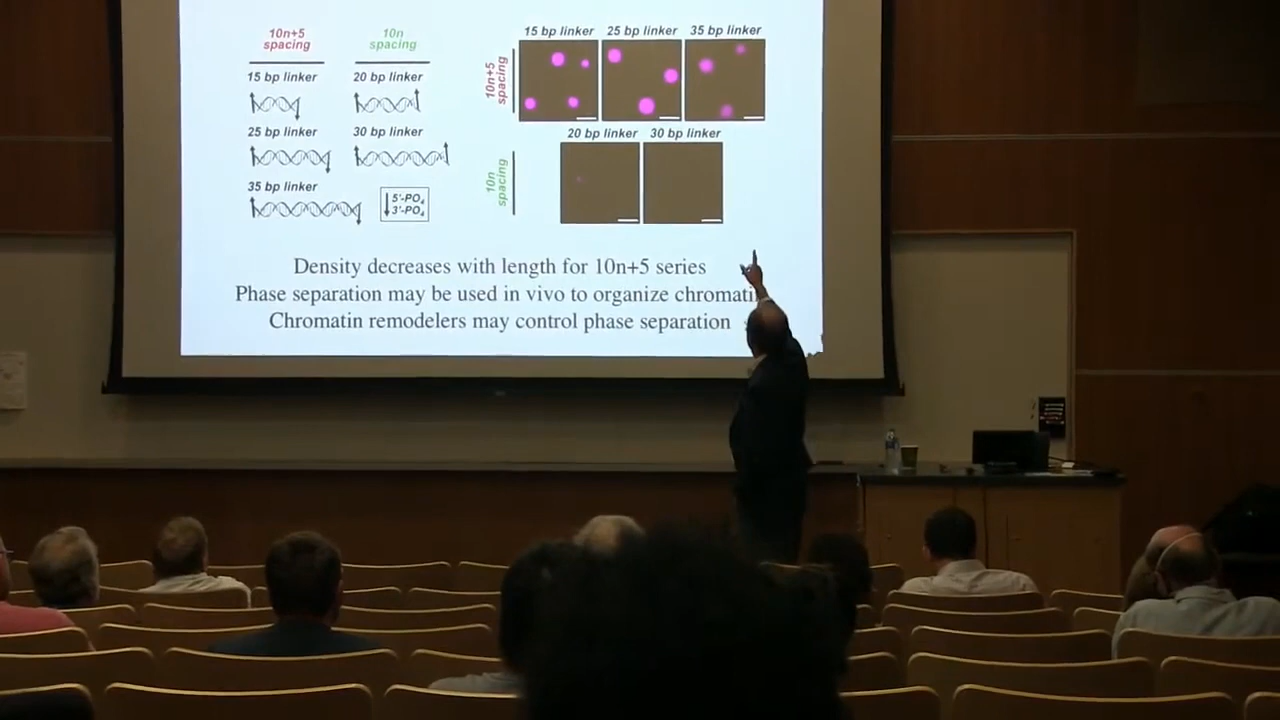 10n+5
spacing
10n
spacing
15 bp linker
20 bp linker
25 bp linker
30 bp linker
35 bp linker
5'-PO4
3'-PO4
15 bp linker 25 bp linker 35 bp linker
10n+5
spacing
20 bp linker 30 bp linker
10n
spacing
Density decreases with length for 10n+5 series
Phase separation may be used in vivo to organize chromati
Chromatin remodelers may control phase separation